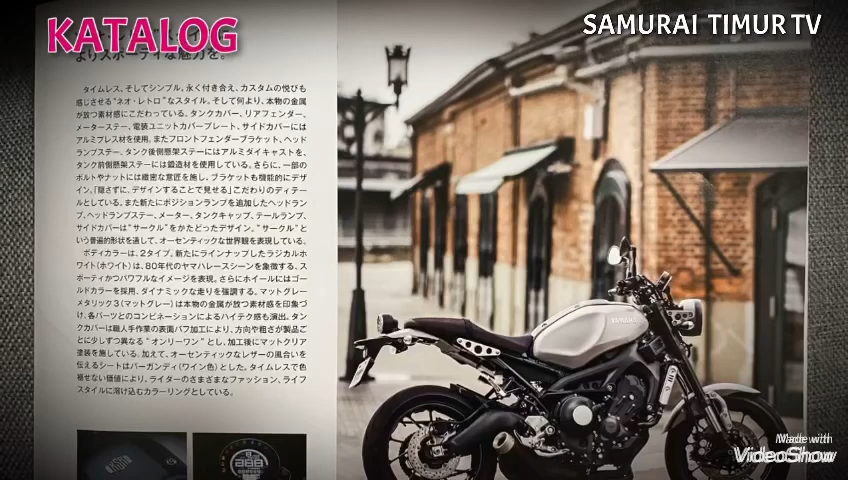 KATALOG
SAMURAI TIMUR TV
よりスポーティな魅力を。
タイムレス、そしてシンプル、永く付き合え、カスタムの悦びも
感じさせる“ネオ・レトロ”なスタイル。そして何より、本物の金属
が放つ素材感にこだわっている。タンクカバー、リアフェンダー、
メーターステー、電装ユニットカバープレート、サイドカバーには
アルミプレス材を使用。またフロントフェンダーブラケット、ヘッド
ランプステー、タンク後側懸架ステーにはアルミダイキャストを、
タンク前側懸架ステーには鍛造材を使用している。さらに、一部の
ボルトやナットには緻密な意匠を施し、ブラケットも機能的にデザ
イン。「隠さずに、デザインすることで見せる」こだわりのディテー
ルとしている。また新たにポジションランプを追加したヘッドラン
プ、ヘッドランプステー、メーター、タンクキャップ、テールランプ、
サイドカバーは“サークル”をかたどったデザイン。“サークル”と
いう普遍的形状を通して、オーセンティックな世界観を表現している。
ボディカラーは、2タイプ。新たにラインナップしたラジカルホ
ワイト(ホワイト)は、80年代のヤマハレースシーンを象徴する、ス
ポーティかつパワフルなイメージを表現。さらにホイールにはゴー
ルドカラーを採用、ダイナミックな走りを強調する。マットグレー
メタリック3(マットグレー)は本物の金属が放つ素材感を印象づ
け、各パーツとのコンビネーションによるハイテク感も演出。タン
クカバーは職人手作業の表面バフ加工により、方向や粗さが製品ご
とに少しずつ異なる“オンリーワン”とし、加工後にマットクリア
塗装を施している。加えて、オーセンティックなレザーの風合いを
伝えるシートはバーガンディ(ワイン色)とした。タイムレスで色
褪せない価値により、ライダーのさまざまなファッション、ライフ
スタイルに溶け込むカラーリングとしている。
YAMAHA
Made with
VideoShow